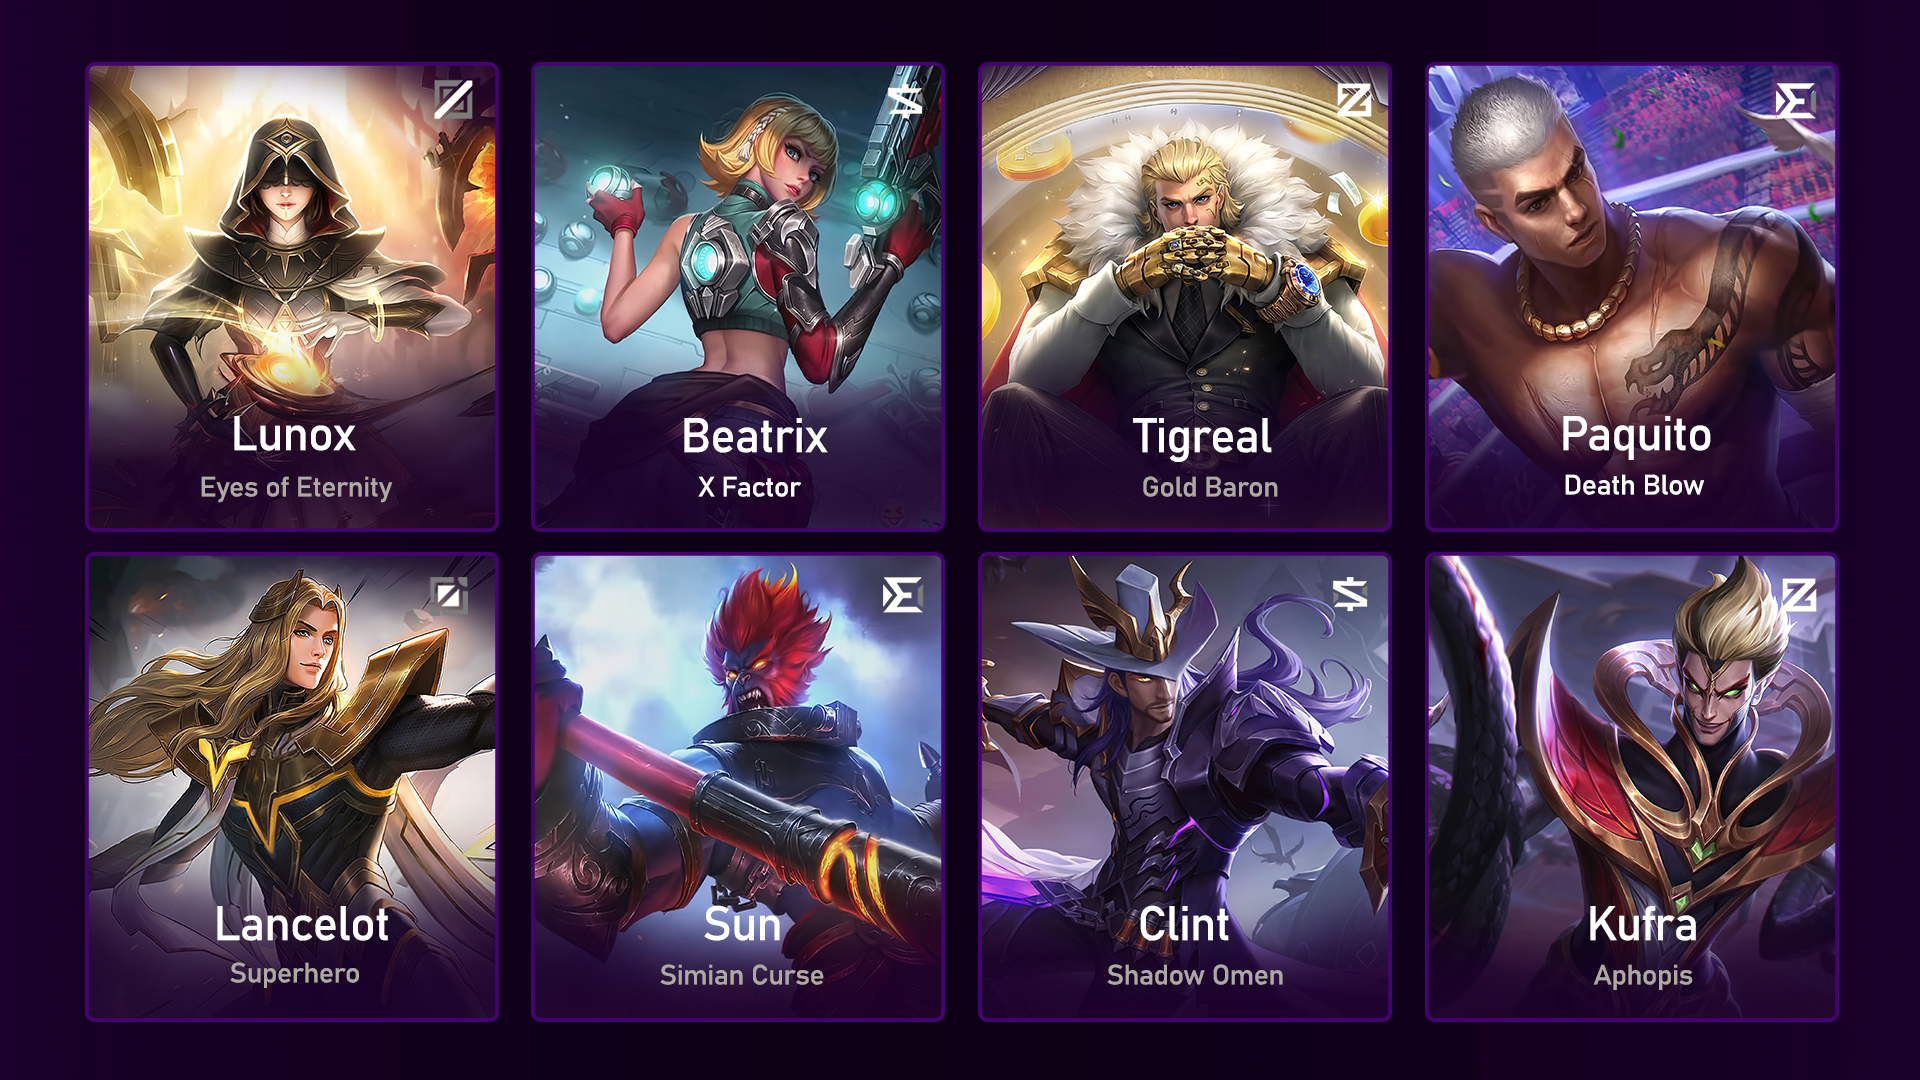 Lunox
Eyes of Eternity
Beatrix
X Factor
Tigreal
Gold Baron
Paquito
Death Blow
Lancelot
Superhero
Sun
Simian Curse
Clint
Shadow Omen
Kufra
Aphopis